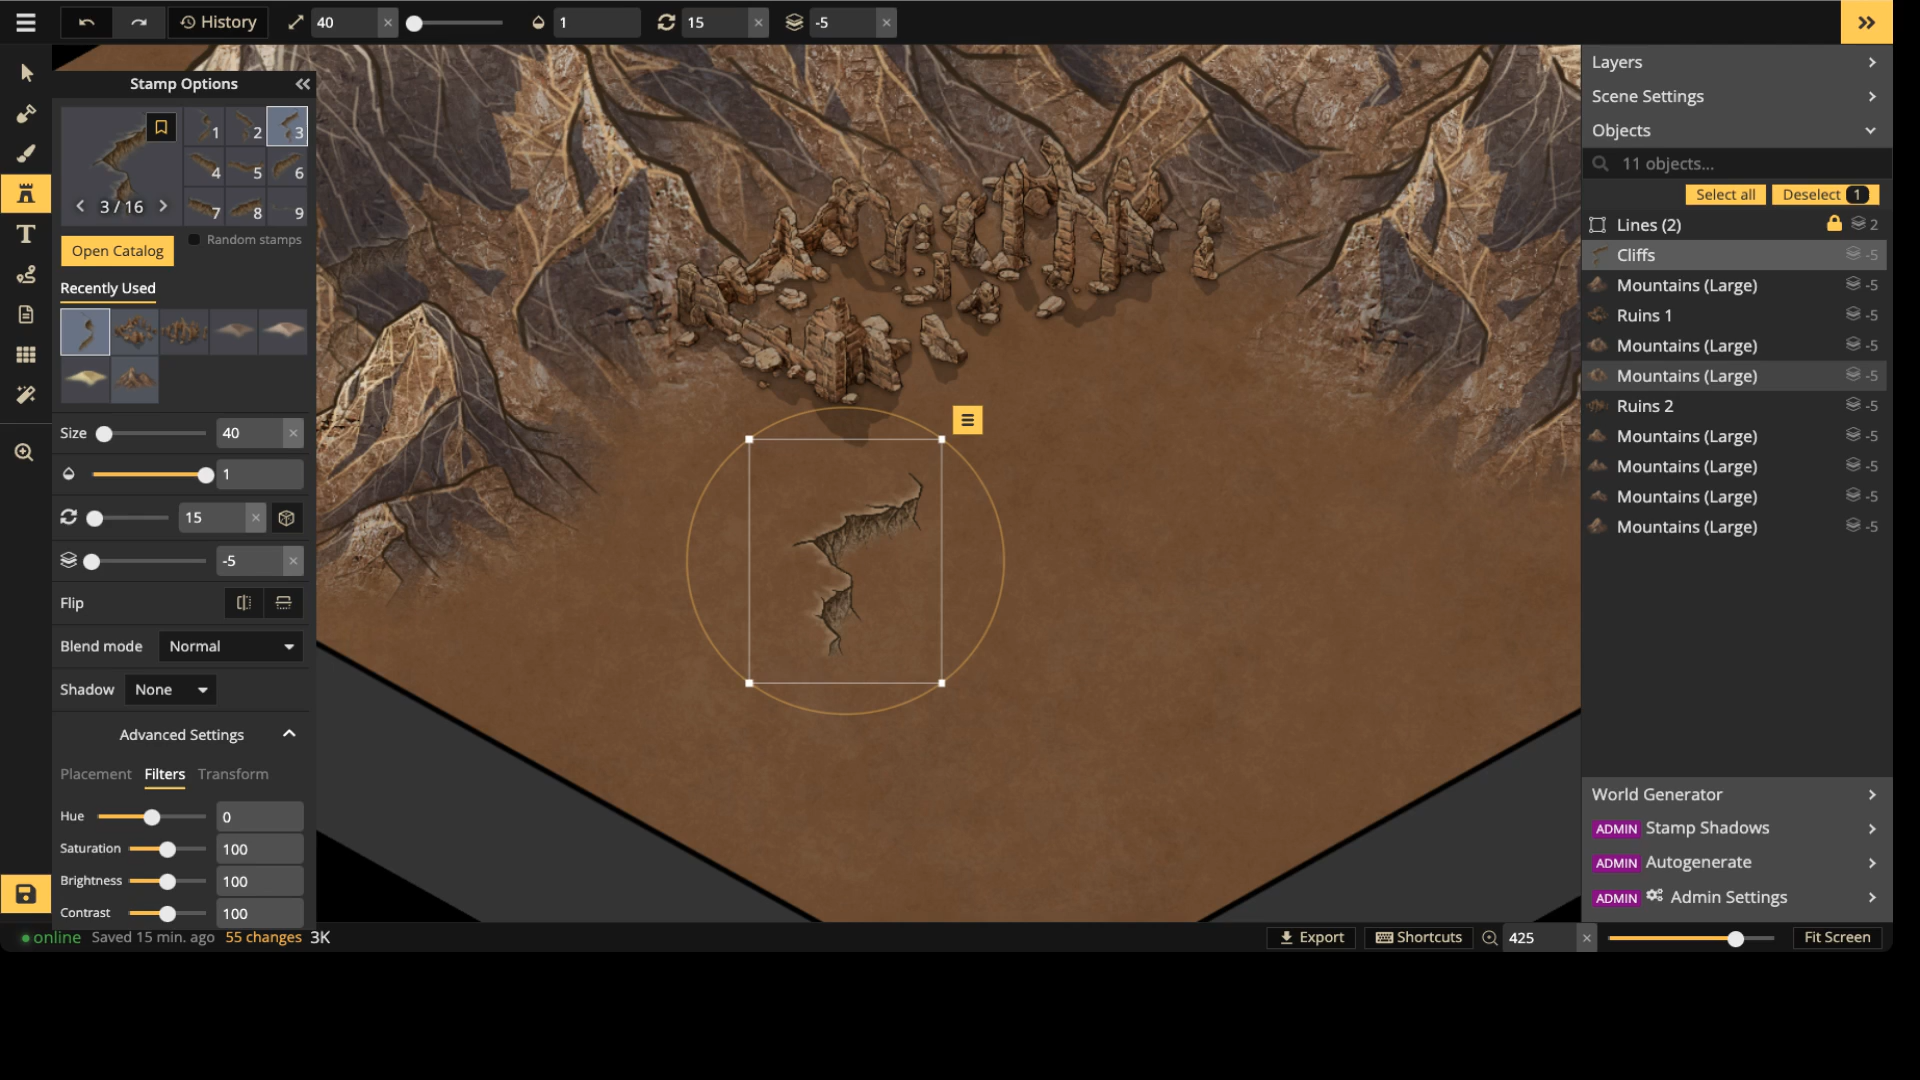 History
40
1
15
-5
Stamp Options
1
2
3
4
5
6
7
8
9
3 / 16
Open Catalog
Random stamps
Recently Used
Size
40
1
15
-5
Flip
Blend mode
Normal
Shadow
None
Advanced Settings
Placement
Filters
Transform
Hue
0
Saturation
100
Brightness
100
Contrast
100
online
Saved 15 min. ago
55 changes
3K
Layers
Scene Settings
Objects
11 objects...
Select all
Deselect 1
Lines (2) 2
Cliffs -5
Mountains (Large) -5
Ruins 1 -5
Mountains (Large) -5
Mountains (Large) -5
Ruins 2 -5
Mountains (Large) -5
Mountains (Large) -5
Mountains (Large) -5
Mountains (Large) -5
World Generator
ADMIN Stamp Shadows
ADMIN Autogenerate
ADMIN Admin Settings
Export
Shortcuts
425
Fit Screen